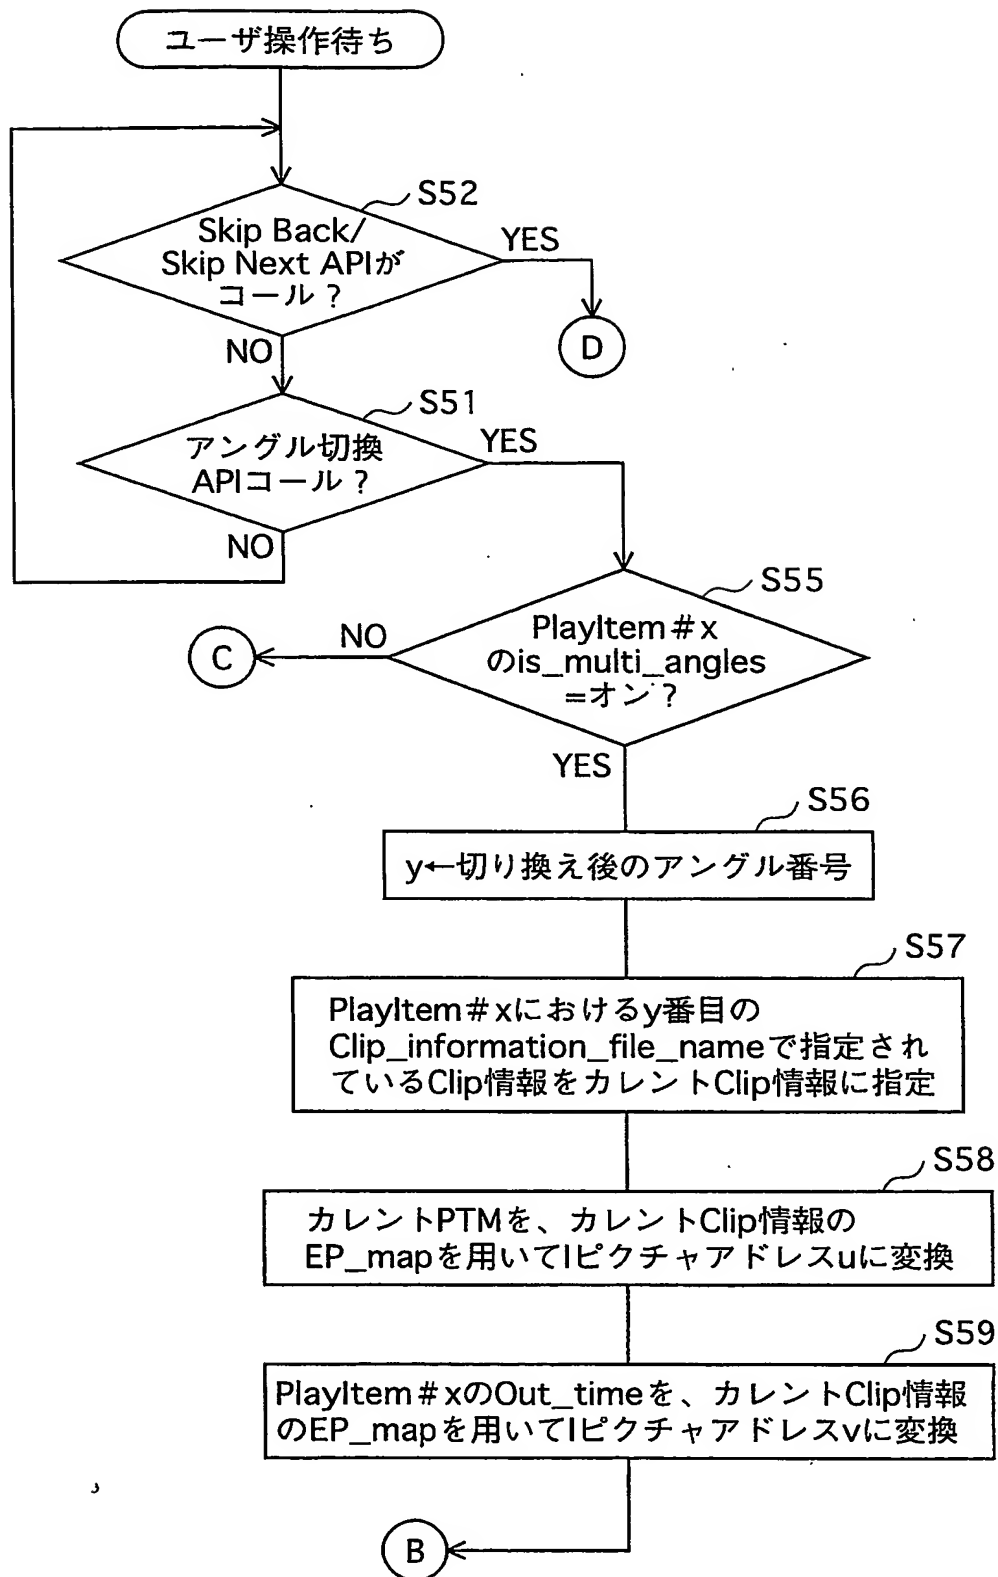 ユーザ操作待ち
S52
Skip Back/
Skip Next APIが
コール？
YES
D
NO
S51
アングル切換
APIコール？
YES
NO
S55
PlayItem＃x
のis_multi_angles
=オン？
NO
C
YES
S56
y←切り換え後のアングル番号
S57
PlayItem＃xにおけるy番目の
Clip_information_file_nameで指定され
ているClip情報をカレントClip情報に指定
S58
カレントPTMを、カレントClip情報の
EP_mapを用いてIピクチャアドレスuに変換
S59
PlayItem＃xのOut_timeを、カレントClip情報
のEP_mapを用いてIピクチャアドレスvに変換
B